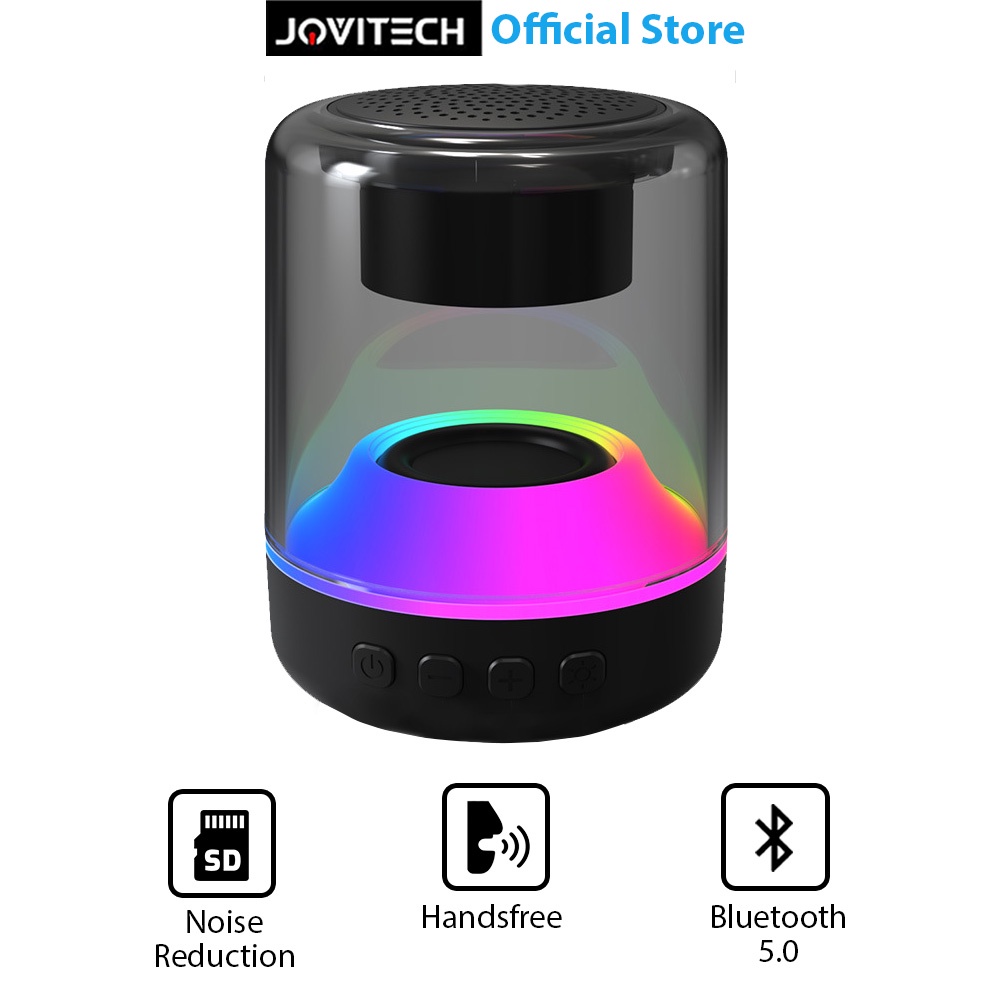 JOVITECH Official Store
SD
Noise
Reduction
Handsfree
Bluetooth
5.0